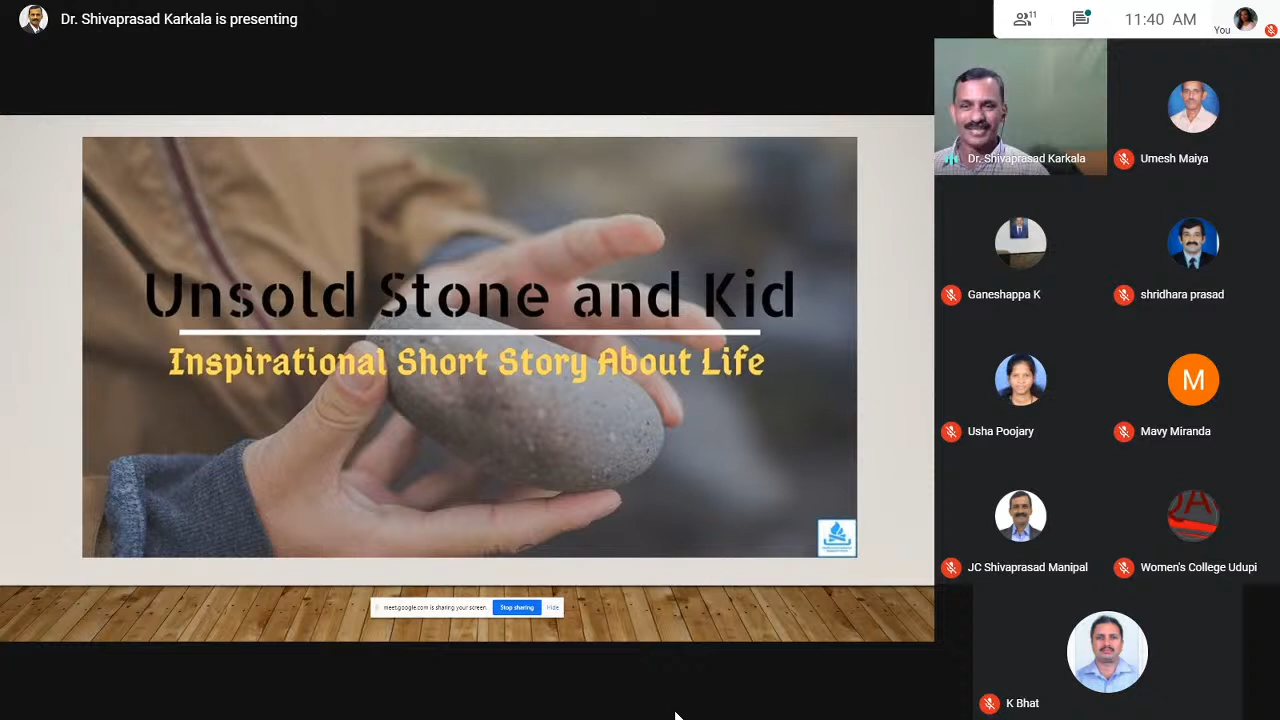 Dr. Shivaprasad Karkala is presenting
11
11:40 AM
You
Unsold Stone and Kid
Inspirational Short Story About Life
meet.google.com is sharing your screen.
Stop sharing
Hide
Dr. Shivaprasad Karkala
Umesh Maiya
Ganeshappa K
shridhara prasad
Usha Poojary
Mavy Miranda
M
JC Shivaprasad Manipal
Women's College Udupi
K Bhat